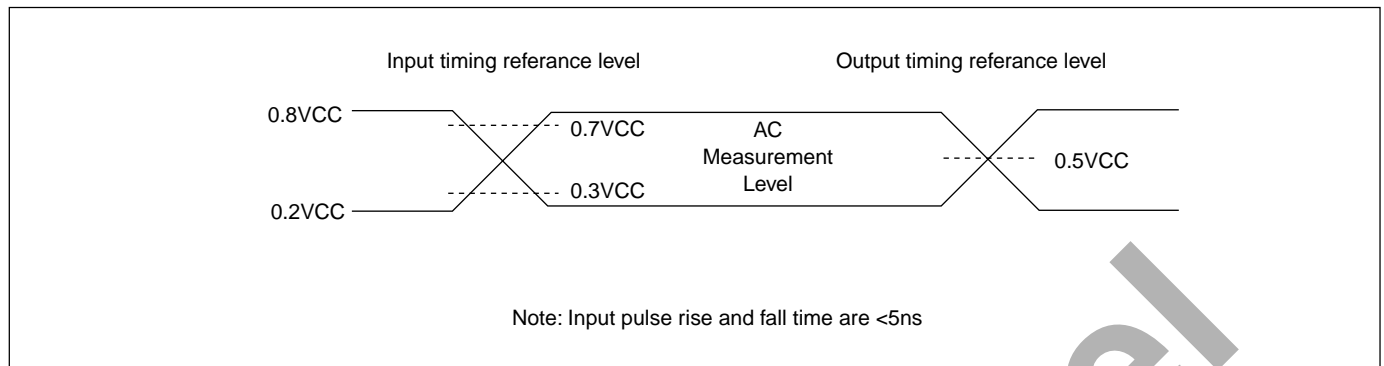 Input timing referance level
Output timing referance level
0.8VCC
0.7VCC
AC
Measurement
Level
0.5VCC
0.3VCC
0.2VCC
Note: Input pulse rise and fall time are <5ns